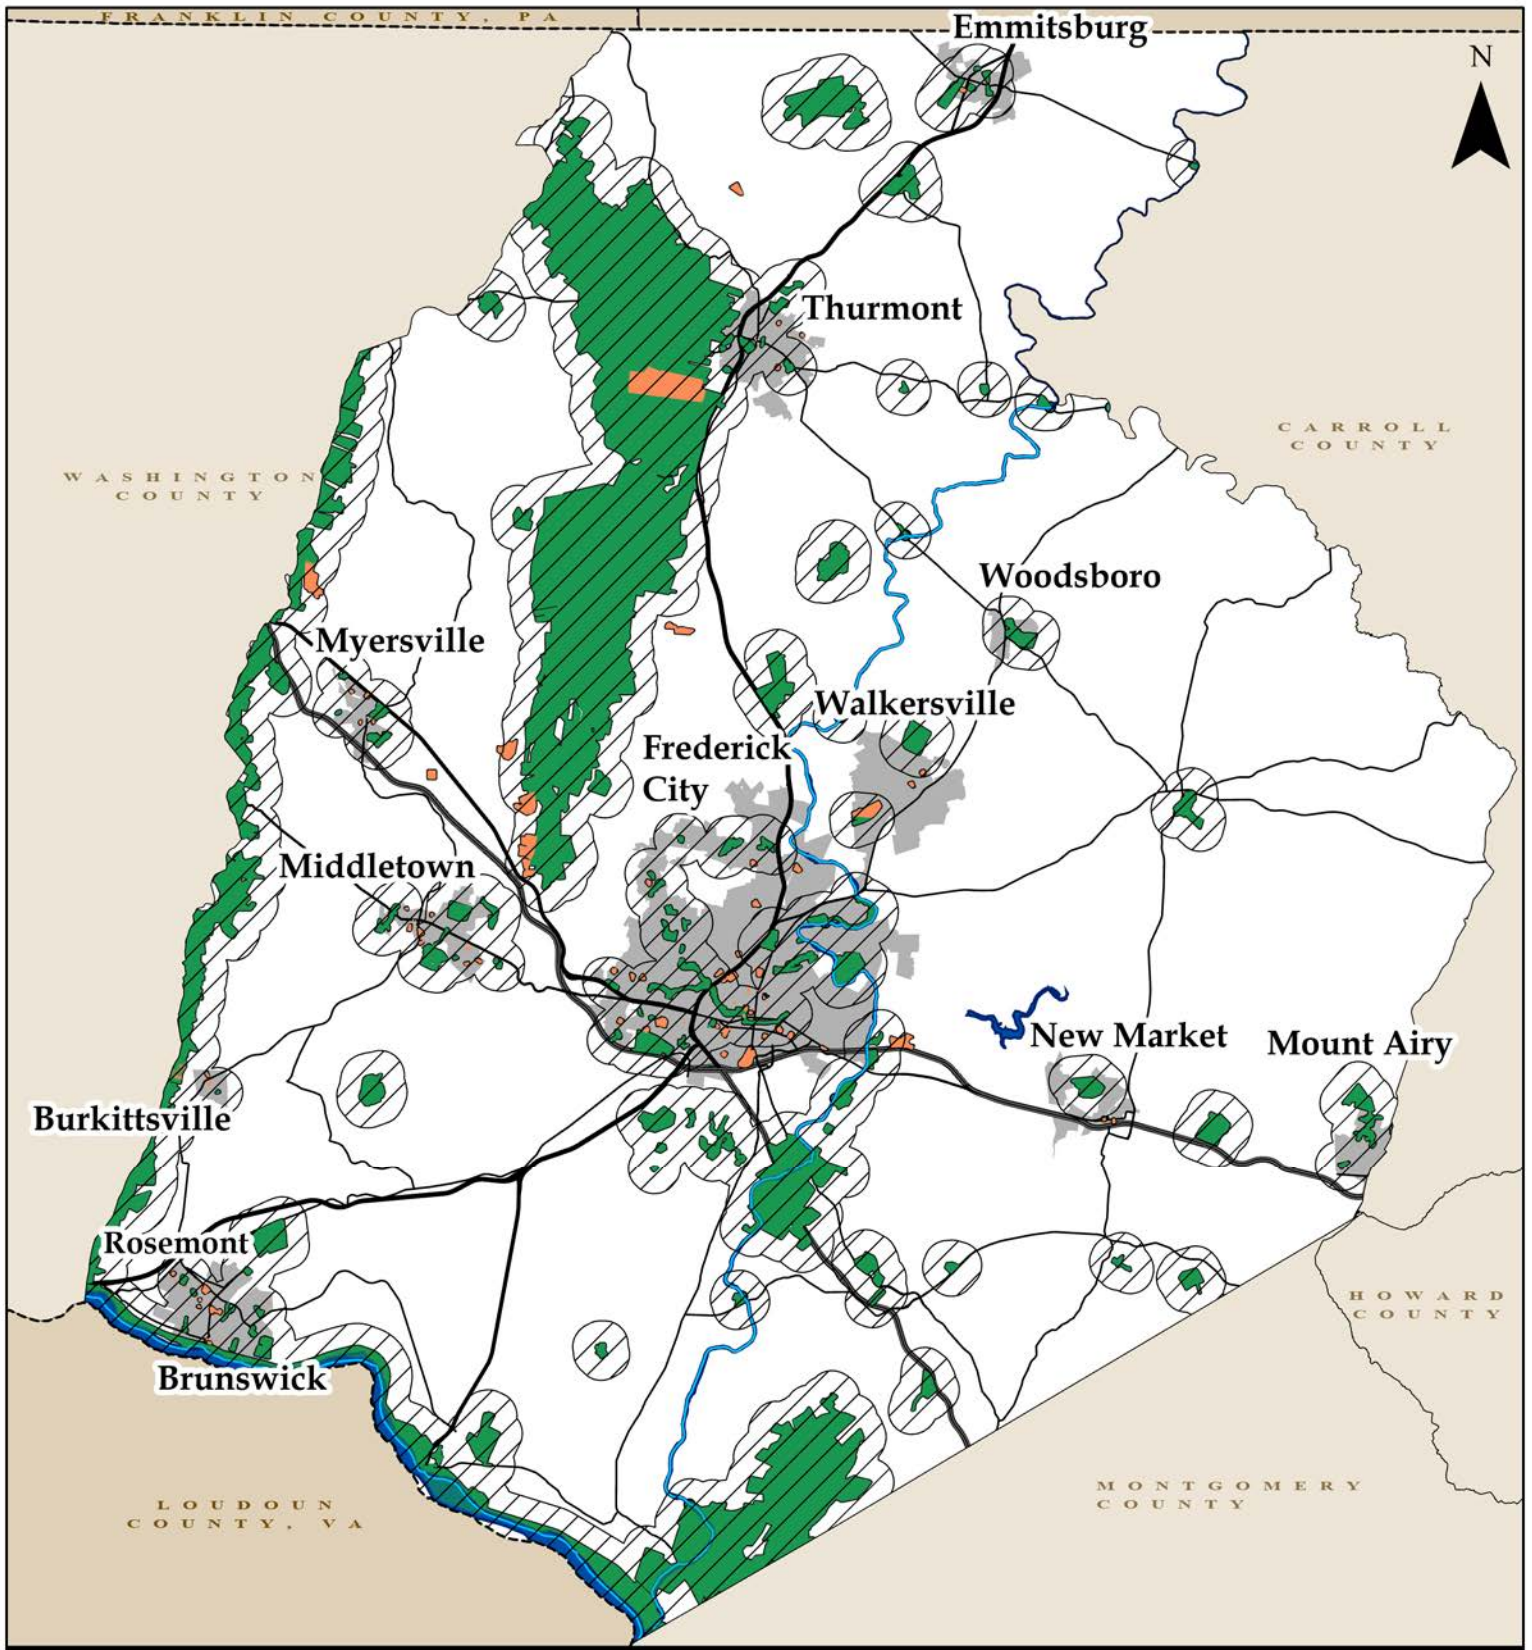 FRANKLIN COUNTY, PA
Emmitsburg
N
Thurmont
CARROLL
COUNTY
WASHINGTON
COUNTY
Woodsboro
Myersville
Walkersville
Frederick
City
Middletown
New Market
Mount Airy
Burkittsville
Rosemont
HOWARD
COUNTY
Brunswick
MONTGOMERY
COUNTY
LOUDOUN
COUNTY, VA